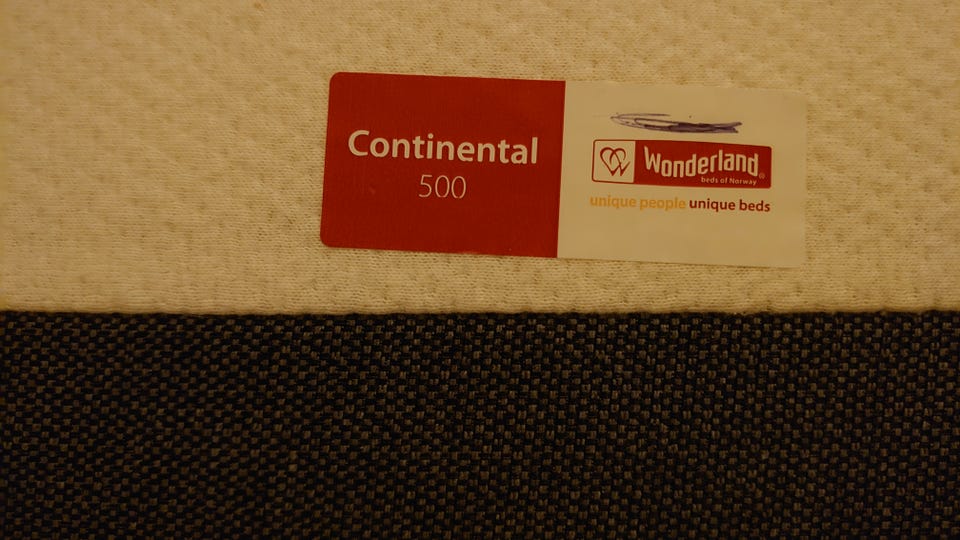 Continental
500
Wonderland®
beds of Norway
unique people unique beds